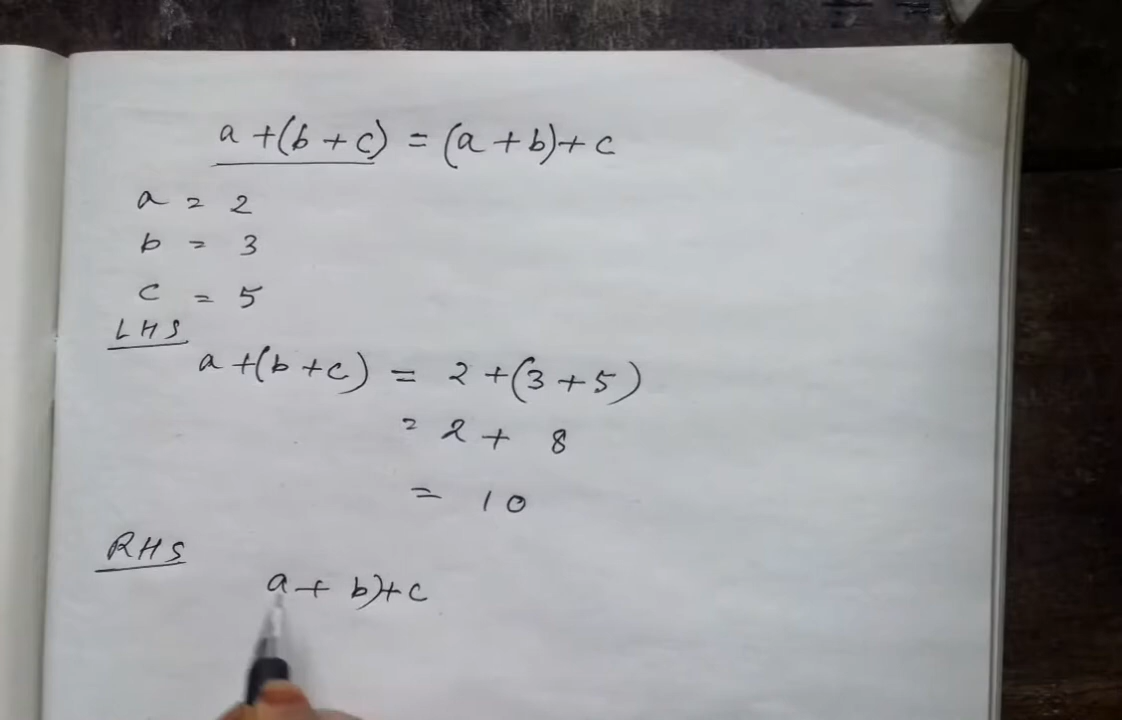 a + (b + c) = (a + b) + c
a = 2
b = 3
c = 5
LHS
a + (b + c) = 2 + (3 + 5)
= 2 + 8
= 10
RHS
a + b) + c